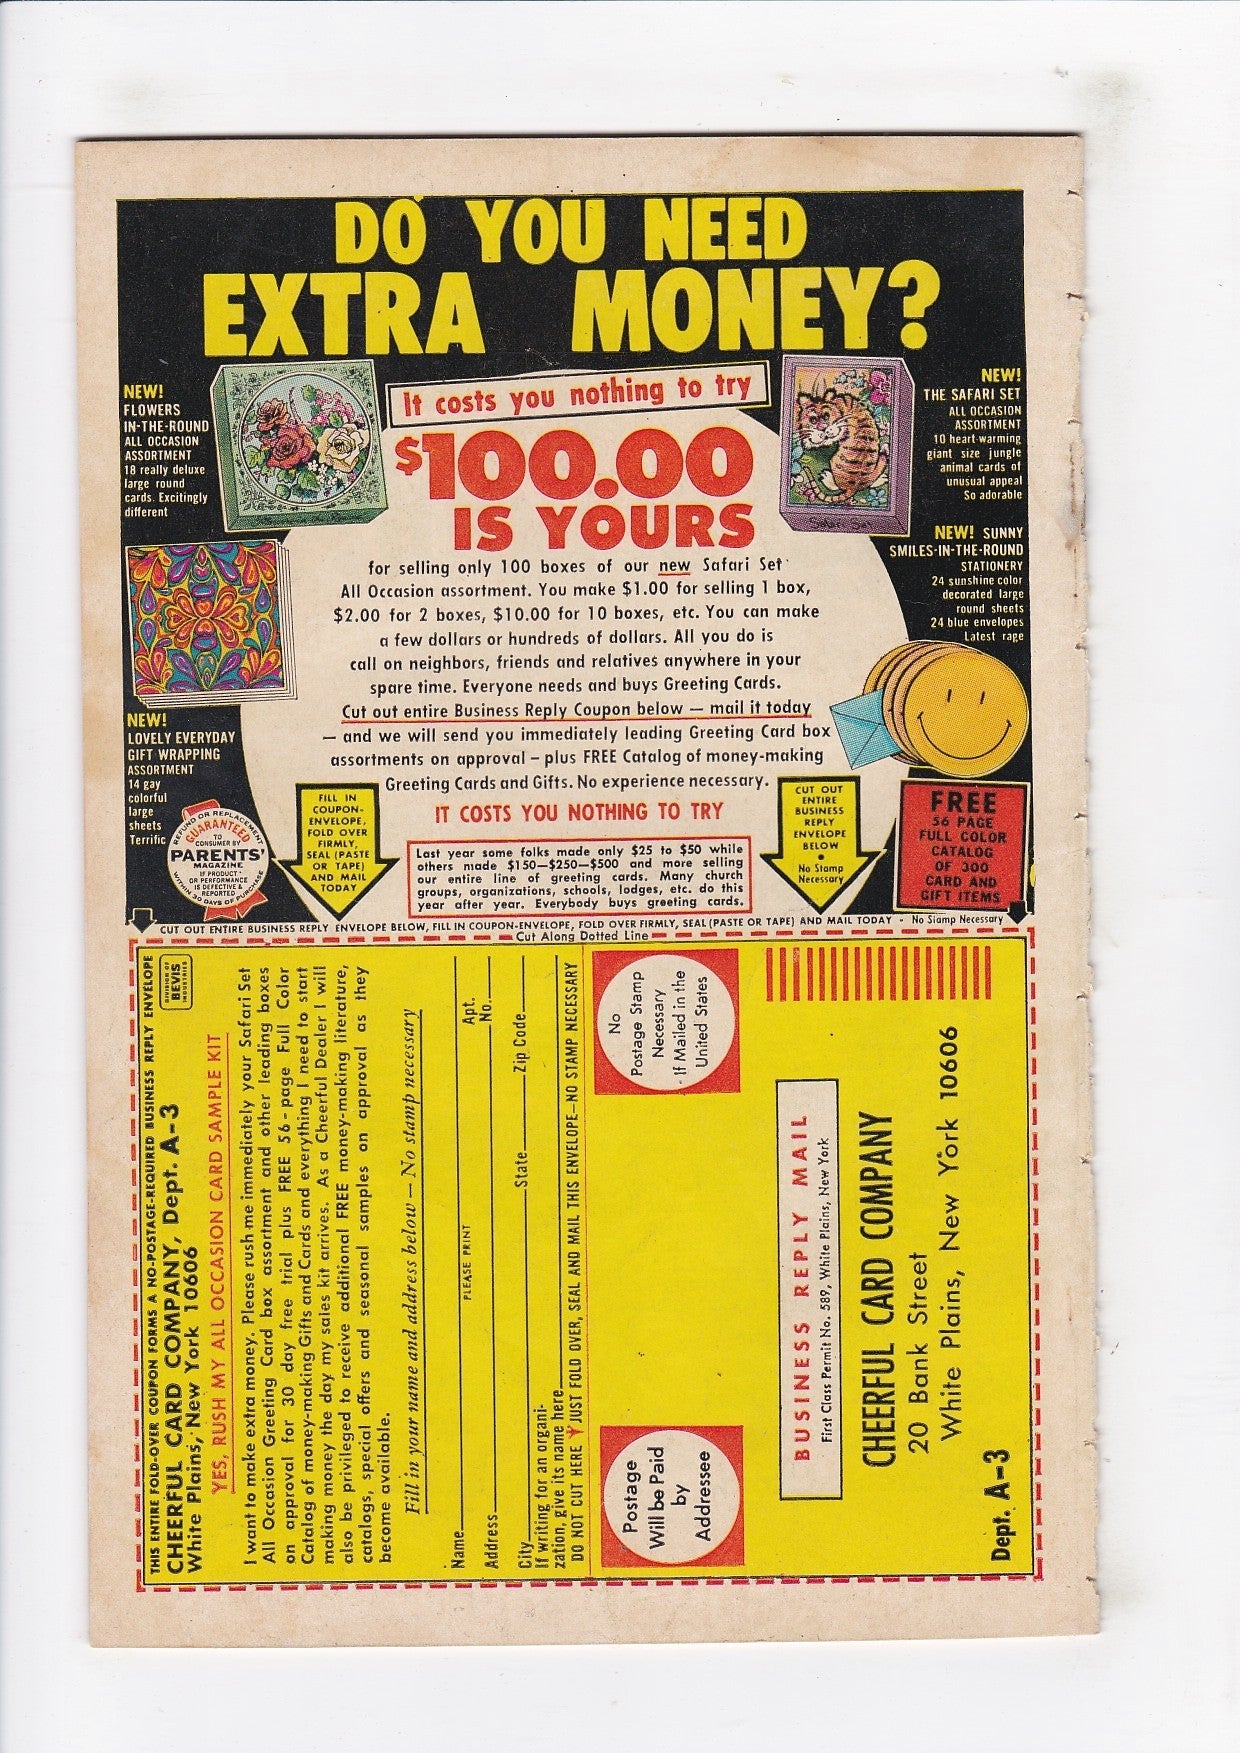 DO YOU NEED
EXTRA MONEY?
It costs you nothing to try
$100.00
IS YOURS
NEW!
FLOWERS
IN-THE-ROUND
ALL OCCASION
ASSORTMENT
18 really deluxe
large round
cards. Excitingly
different
NEW!
THE SAFARI SET
ALL OCCASION
ASSORTMENT
10 heart-warming
giant size jungle
animal cards of
unusual appeal
So adorable
Safari Set
NEW! SUNNY
SMILES-IN-THE-ROUND
STATIONERY
24 sunshine color
decorated large
round sheets
24 blue envelopes
Latest rage
for selling only 100 boxes of our new Safari Set
All Occasion assortment. You make $1.00 for selling 1 box,
$2.00 for 2 boxes, $10.00 for 10 boxes, etc. You can make
a few dollars or hundreds of dollars. All you do is
call on neighbors, friends and relatives anywhere in your
spare time. Everyone needs and buys Greeting Cards.
Cut out entire Business Reply Coupon below — mail it today
— and we will send you immediately leading Greeting Card box
assortments on approval – plus FREE Catalog of money-making
Greeting Cards and Gifts. No experience necessary.
IT COSTS YOU NOTHING TO TRY
NEW!
LOVELY EVERYDAY
GIFT WRAPPING
ASSORTMENT
14 gay
colorful
large
sheets
Terrific
REFUND OR REPLACEMENT
GUARANTEED
TO
CONSUMER BY
PARENTS'
MAGAZINE
IF PRODUCT
OR PERFORMANCE
IS DEFECTIVE &
REPORTED
WITHIN 30 DAYS OF PURCHASE
FILL IN
COUPON-
ENVELOPE,
FOLD OVER
FIRMLY,
SEAL (PASTE
OR TAPE)
AND MAIL
TODAY
Last year some folks made only $25 to $50 while
others made $150—$250—$500 and more selling
our entire line of greeting cards. Many church
groups, organizations, schools, lodges, etc. do this
year after year. Everybody buys greeting cards.
CUT OUT
ENTIRE
BUSINESS
REPLY
ENVELOPE
BELOW
•
No Stamp
Necessary
FREE
56 PAGE
FULL COLOR
CATALOG
OF 300
CARD AND
GIFT ITEMS
CUT OUT ENTIRE BUSINESS REPLY ENVELOPE BELOW, FILL IN COUPON-ENVELOPE, FOLD OVER FIRMLY, SEAL (PASTE OR TAPE) AND MAIL TODAY - No Stamp Necessary
Cut Along Dotted Line
THIS ENTIRE FOLD-OVER COUPON FORMS A NO-POSTAGE-REQUIRED BUSINESS REPLY ENVELOPE
CHEERFUL CARD COMPANY, Dept. A-3
White Plains, New York 10606
DIVISION OF
BEVIS
INDUSTRIES
YES, RUSH MY ALL OCCASION CARD SAMPLE KIT
I want to make extra money. Please rush me immediately your Safari Set
All Occasion Greeting Card box assortment and other leading boxes
on approval for 30 day free trial plus FREE 56-page Full Color
Catalog of money-making Gifts and Cards and everything I need to start
making money the day my sales kit arrives. As a Cheerful Dealer I will
also be privileged to receive additional FREE money-making literature,
catalogs, special offers and seasonal samples on approval as they
become available.
Fill in your name and address below — No stamp necessary
Name
PLEASE PRINT
Address Apt. No.
City State Zip Code
If writing for an organi-
zation, give its name here
DO NOT CUT HERE JUST FOLD OVER, SEAL AND MAIL THIS ENVELOPE—NO STAMP NECESSARY
Postage
Will be Paid
by
Addressee
No
Postage Stamp
Necessary
If Mailed in the
United States
BUSINESS REPLY MAIL
First Class Permit No. 589, White Plains, New York
CHEERFUL CARD COMPANY
20 Bank Street
White Plains, New York 10606
Dept. A-3